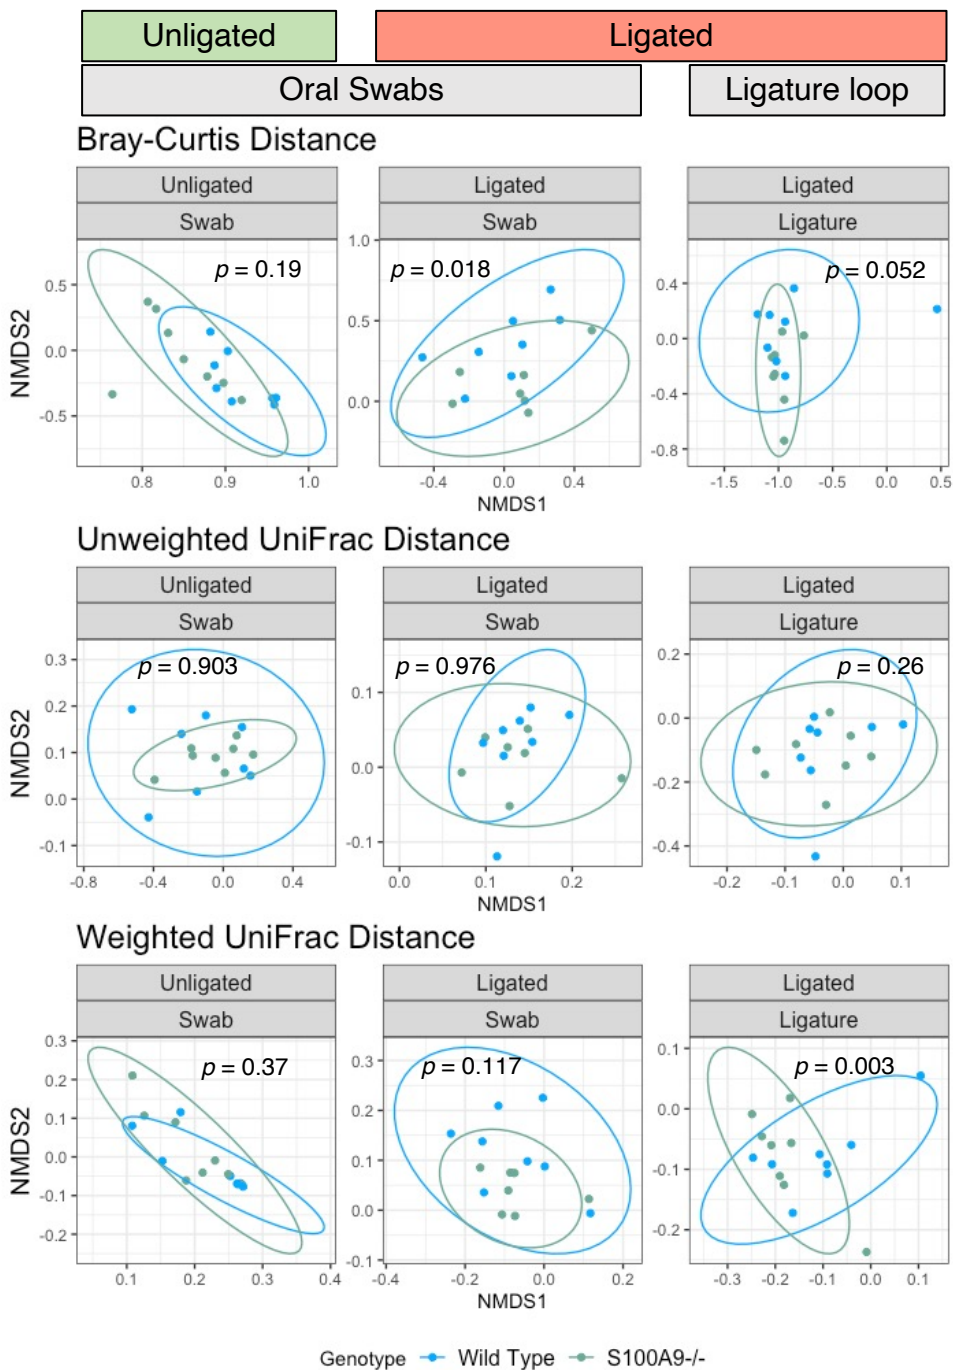 Unligated Ligated
Oral Swabs Ligature loop
Bray-Curtis Distance
Unligated Ligated Ligated
Swab Swab Ligature
p = 0.19 p = 0.018 p = 0.052
NMDS2
0.5 0.0 -0.5
1.0 0.5 0.0
0.4 0.0 -0.4 -0.8
0.8 0.9 1.0 -0.4 0.0 0.4 -1.5 -1.0 -0.5 0.0 0.5
NMDS1
Unweighted UniFrac Distance
Unligated Ligated Ligated
Swab Swab Ligature
p = 0.903 p = 0.976 p = 0.26
NMDS2
0.3 0.2 0.1 0.0 -0.1
0.1 0.0 -0.1
0.2 0.0 -0.2 -0.4
-0.8 -0.4 0.0 0.4 0.0 0.1 0.2 -0.2 -0.1 0.0 0.1
NMDS1
Weighted UniFrac Distance
Unligated Ligated Ligated
Swab Swab Ligature
p = 0.37 p = 0.117 p = 0.003
NMDS2
0.3 0.2 0.1 0.0 -0.1 -0.2
0.3 0.2 0.1 0.0 -0.1
0.1 0.0 -0.1 -0.2
0.1 0.2 0.3 0.4 -0.4 -0.2 0.0 0.2 -0.3 -0.2 -0.1 0.0 0.1
NMDS1
Genotype Wild Type S100A9-/-